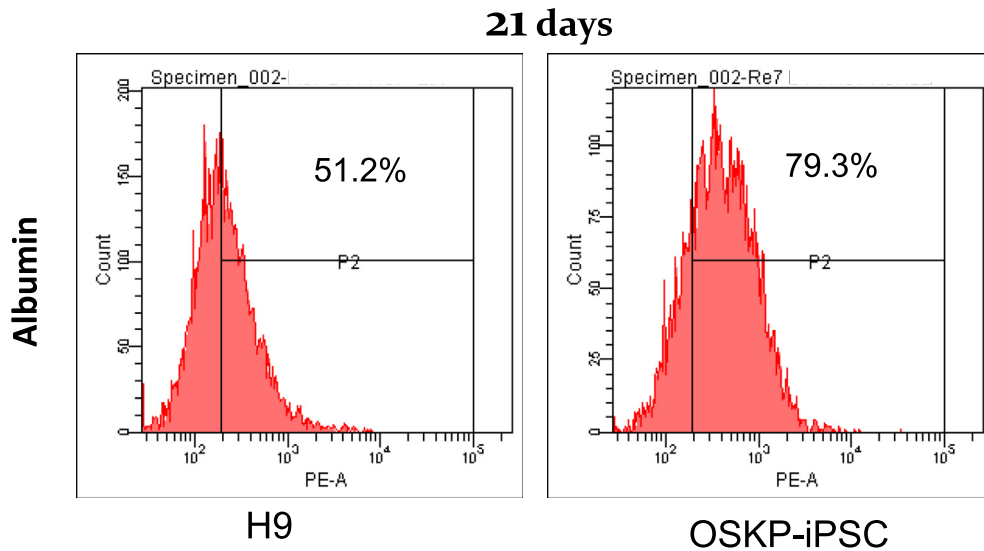 21 days
Specimen_002-
Specimen_002-Re7
Albumin
Count
200
150
100
50
0
51.2%
P2
10² 10³ 10⁴ 10⁵
PE-A
H9
Count
100
75
50
25
0
79.3%
P2
10² 10³ 10⁴ 10⁵
PE-A
OSKP-iPSC